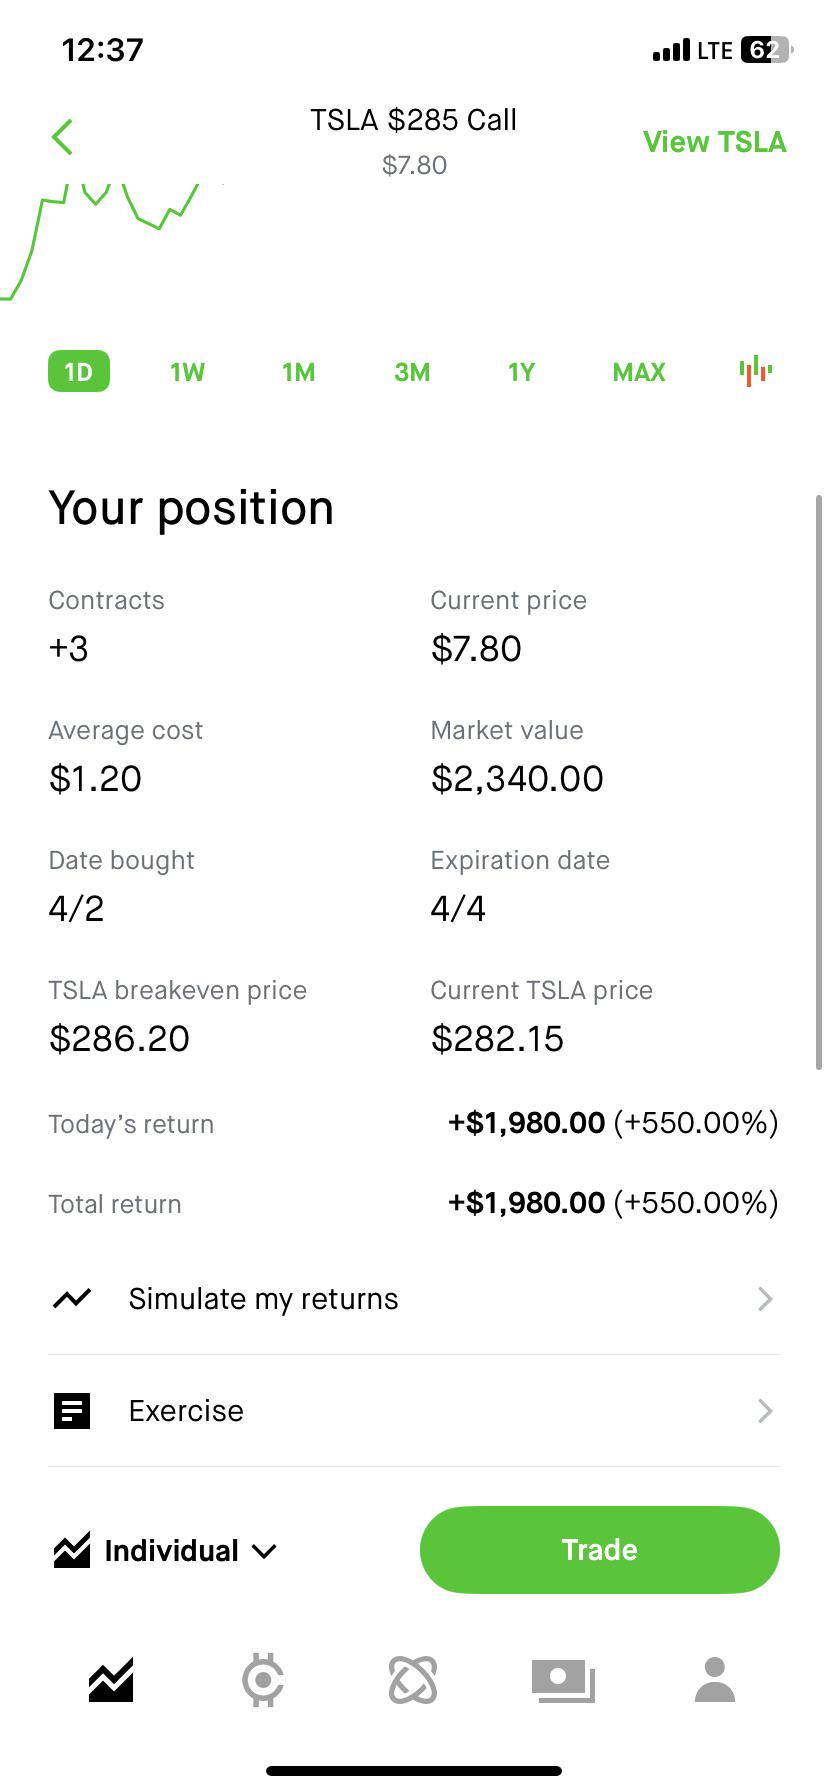 12:37
LTE 62
TSLA $285 Call
$7.80
View TSLA
1D 1W 1M 3M 1Y MAX
Your position
Contracts
+3
Current price
$7.80
Average cost
$1.20
Market value
$2,340.00
Date bought
4/2
Expiration date
4/4
TSLA breakeven price
$286.20
Current TSLA price
$282.15
Today's return +$1,980.00 (+550.00%)
Total return +$1,980.00 (+550.00%)
Simulate my returns
Exercise
Individual
Trade